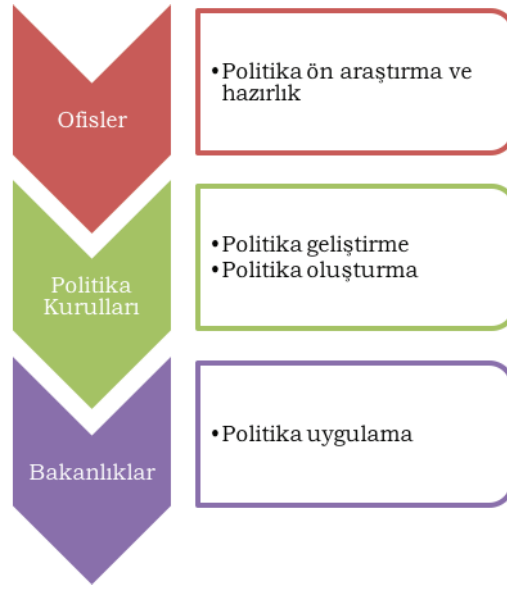 Ofisler
•Politika ön araştırma ve
hazırlık
Politika
Kurulları
•Politika geliştirme
•Politika oluşturma
Bakanlıklar
•Politika uygulama